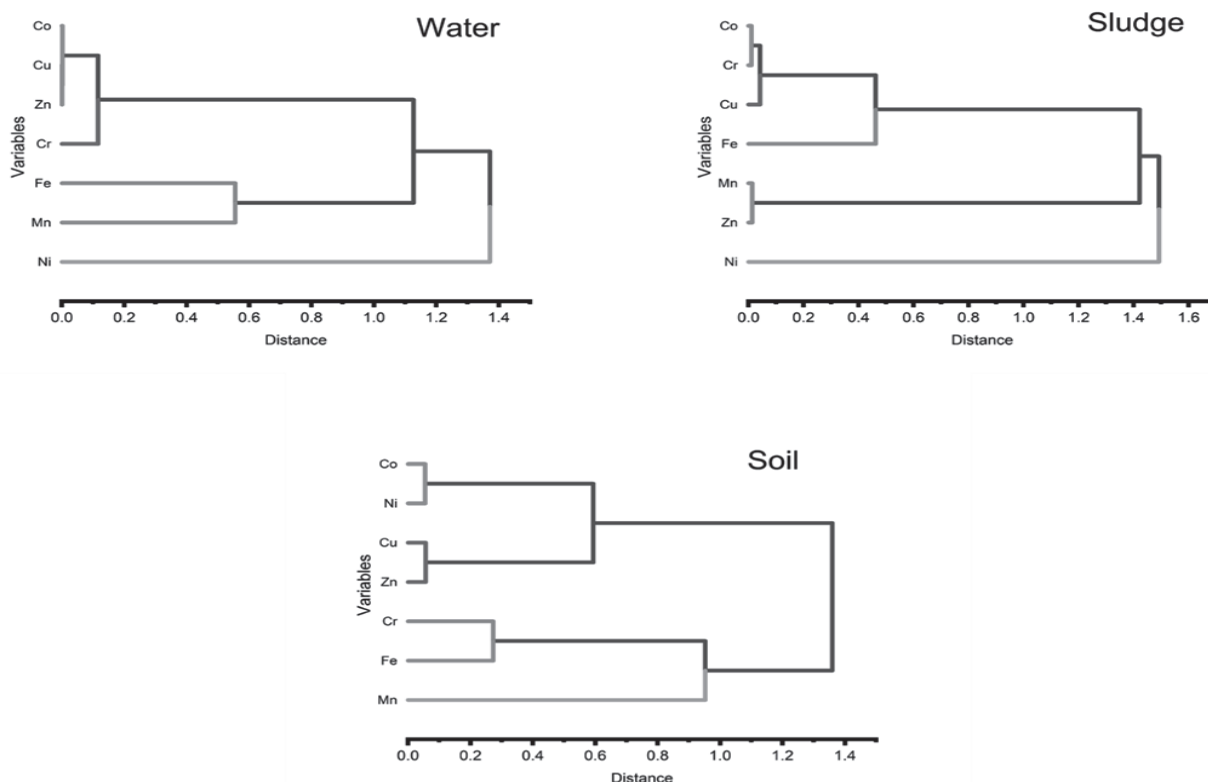 Water
Variables
Co
Cu
Zn
Cr
Fe
Mn
Ni
0.0 0.2 0.4 0.6 0.8 1.0 1.2 1.4
Distance
Sludge
Variables
Co
Cr
Cu
Fe
Mn
Zn
Ni
0.0 0.2 0.4 0.6 0.8 1.0 1.2 1.4 1.6
Distance
Soil
Variables
Co
Ni
Cu
Zn
Cr
Fe
Mn
0.0 0.2 0.4 0.6 0.8 1.0 1.2 1.4
Distance